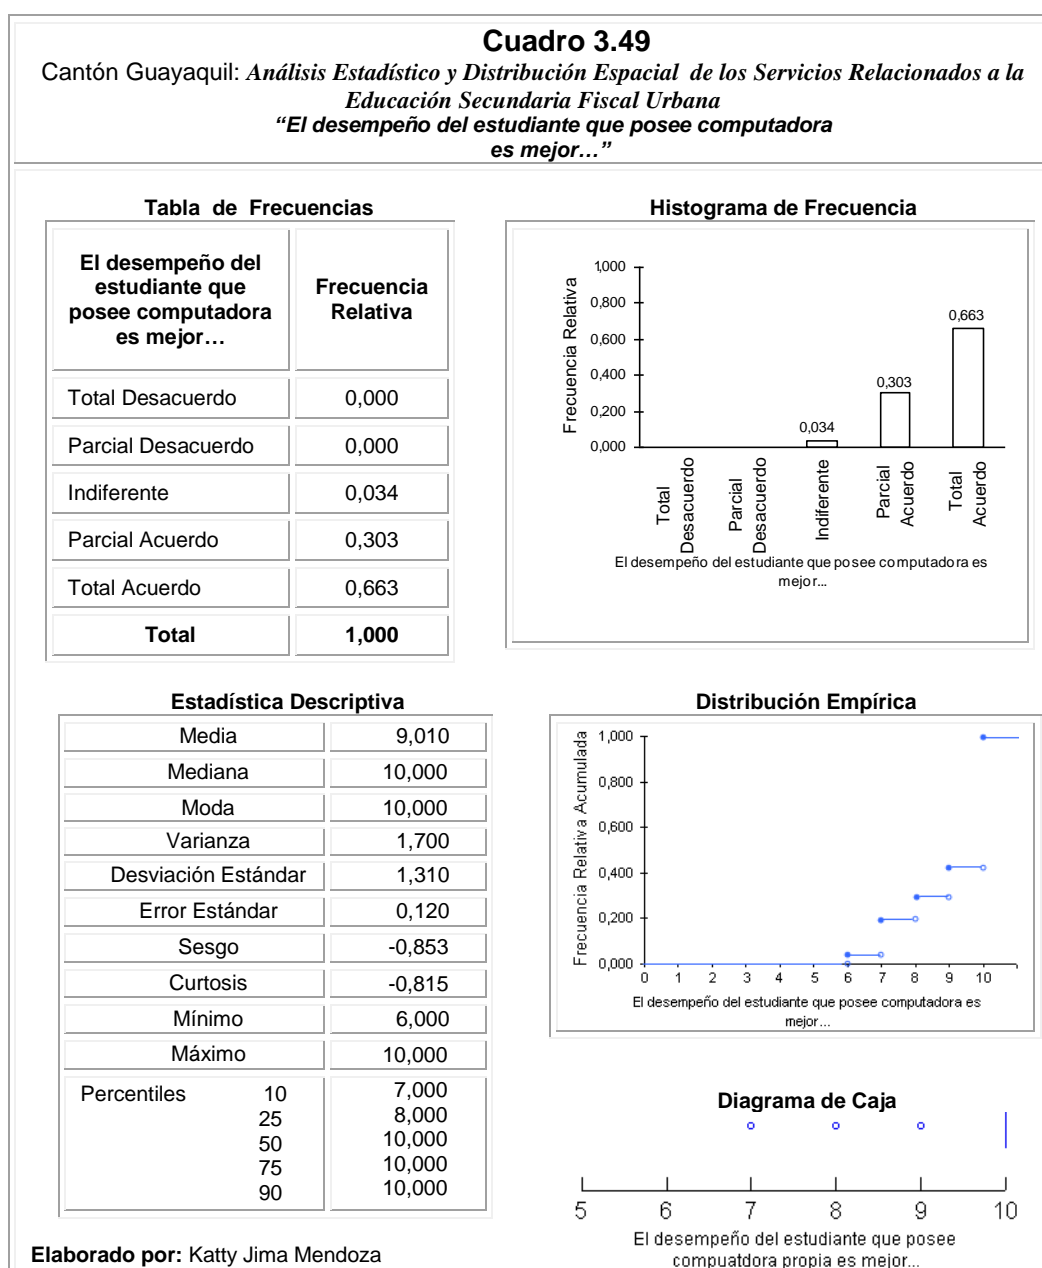 Cuadro 3.49
Cantón Guayaquil: Análisis Estadístico y Distribución Espacial de los Servicios Relacionados a la
Educación Secundaria Fiscal Urbana
“El desempeño del estudiante que posee computadora
es mejor…”
Tabla de Frecuencias
El desempeño del
estudiante que
posee computadora
es mejor…
Frecuencia
Relativa
Total Desacuerdo 0,000
Parcial Desacuerdo 0,000
Indiferente 0,034
Parcial Acuerdo 0,303
Total Acuerdo 0,663
Total 1,000
Histograma de Frecuencia
Frecuencia Relativa
1,000
0,800
0,600
0,400
0,200
0,000
0,034
0,303
0,663
Total
Desacuerdo
Parcial
Desacuerdo
Indiferente
Parcial
Acuerdo
Total
Acuerdo
El desempeño del estudiante que posee computadora es
mejor...
Estadística Descriptiva
Media 9,010
Mediana 10,000
Moda 10,000
Varianza 1,700
Desviación Estándar 1,310
Error Estándar 0,120
Sesgo -0,853
Curtosis -0,815
Mínimo 6,000
Máximo 10,000
Percentiles 10 7,000
25 8,000
50 10,000
75 10,000
90 10,000
Distribución Empírica
Frecuencia Relativa Acumulada
1,000
0,800
0,600
0,400
0,200
0,000
0 1 2 3 4 5 6 7 8 9 10
El desempeño del estudiante que posee computadora es
mejor...
Diagrama de Caja
5 6 7 8 9 10
El desempeño del estudiante que posee
compuatdora propia es mejor...
Elaborado por: Katty Jima Mendoza